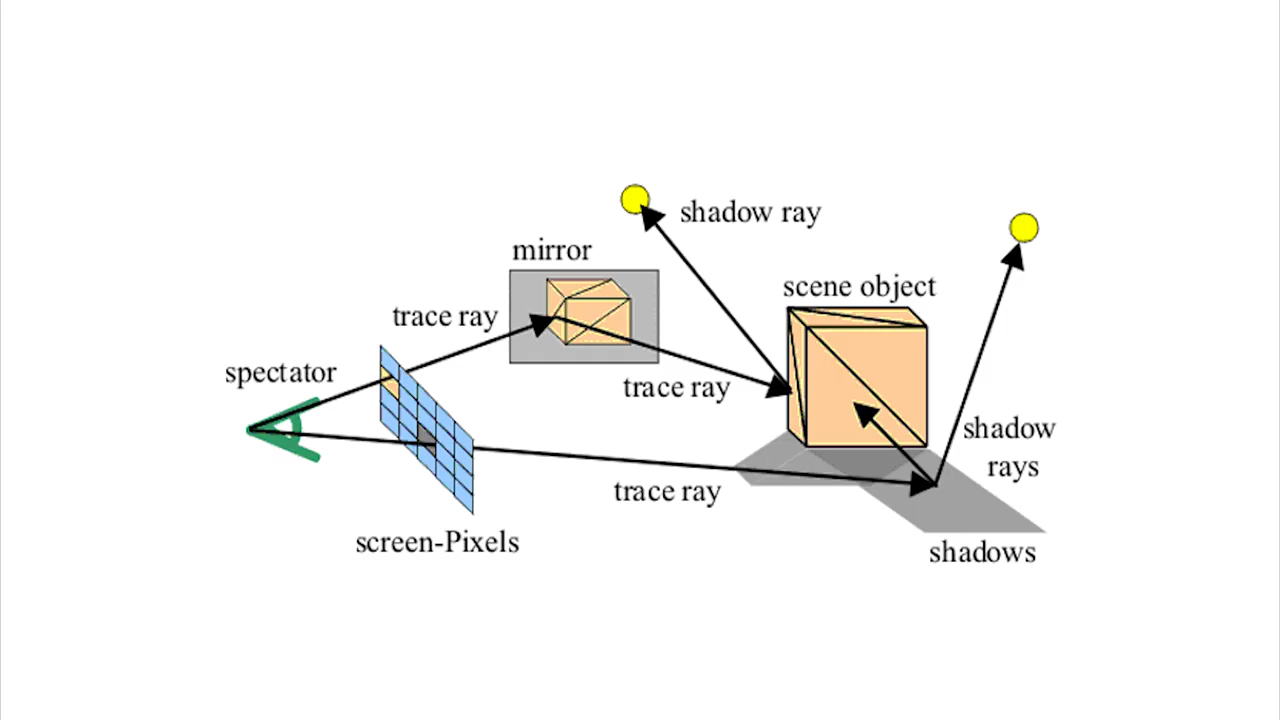 shadow ray
mirror
scene object
trace ray
spectator
trace ray
shadow
rays
trace ray
screen-Pixels
shadows